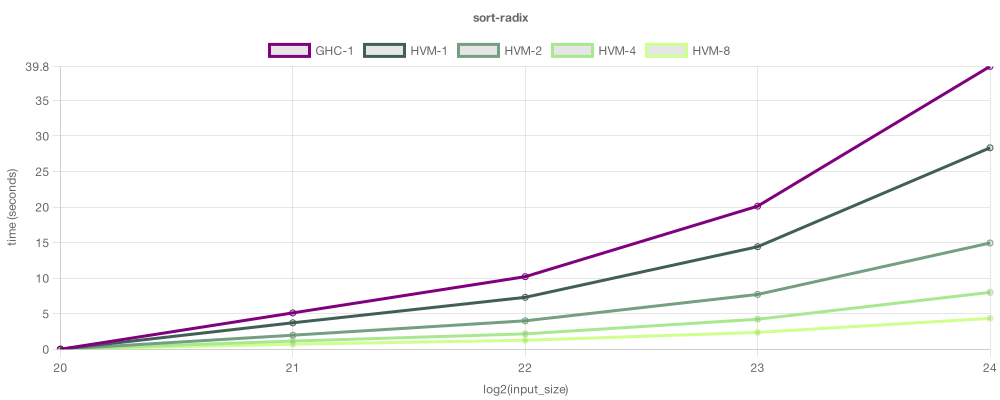 sort-radix
GHC-1 HVM-1 HVM-2 HVM-4 HVM-8
39.8
35
30
25
20
15
10
5
0
time (seconds)
20 21 22 23 24
log2(input_size)